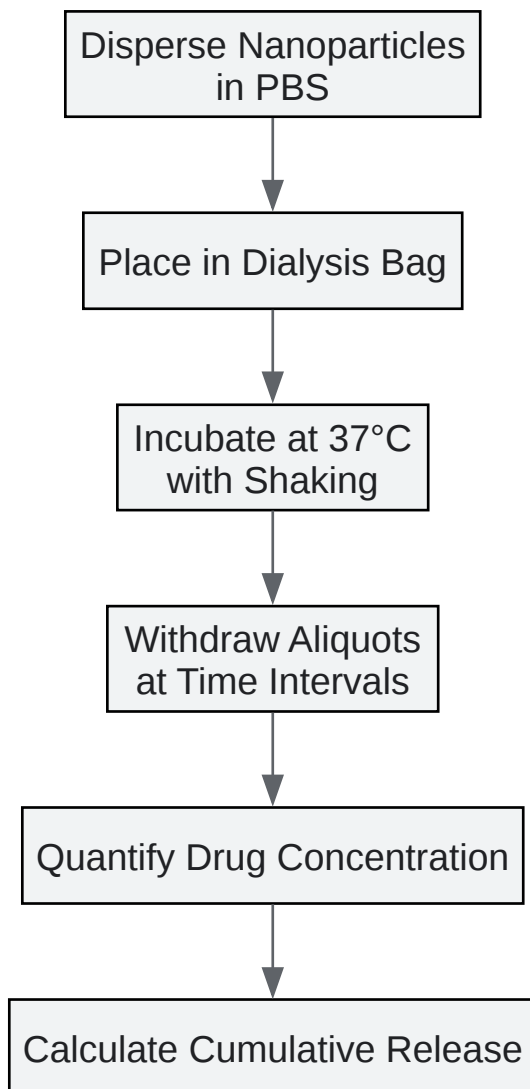 Disperse Nanoparticles
in PBS
Place in Dialysis Bag
Incubate at 37°C
with Shaking
Withdraw Aliquots
at Time Intervals
Quantify Drug Concentration
Calculate Cumulative Release